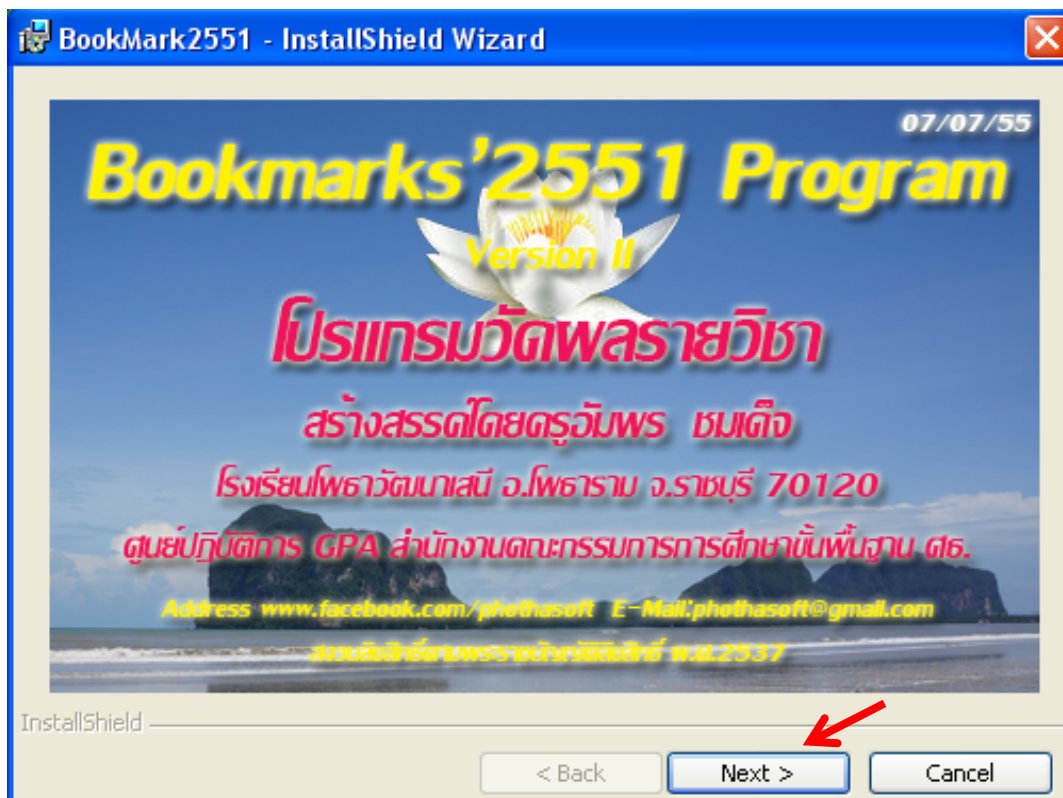 BookMark2551 - InstallShield Wizard
07/07/55
Bookmarks'2551 Program
Version II
โปรแกรมวัดผลรายวิชา
สร้างสรรค์โดยครูอัมพร ชมเด็จ
โรงเรียนโพธาวัฒนาเสนี อ.โพธาราม จ.ราชบุรี 70120
ศูนย์ปฏิบัติการ GPA สำนักงานคณะกรรมการการศึกษาขั้นพื้นฐาน ศธ.
Address www.facebook.com/phothasoft E-Mail:phothasoft@gmail.com
สงวนลิขสิทธิ์ตามพระราชบัญญัติลิขสิทธิ์ พ.ศ.2537
InstallShield
< Back Next > Cancel